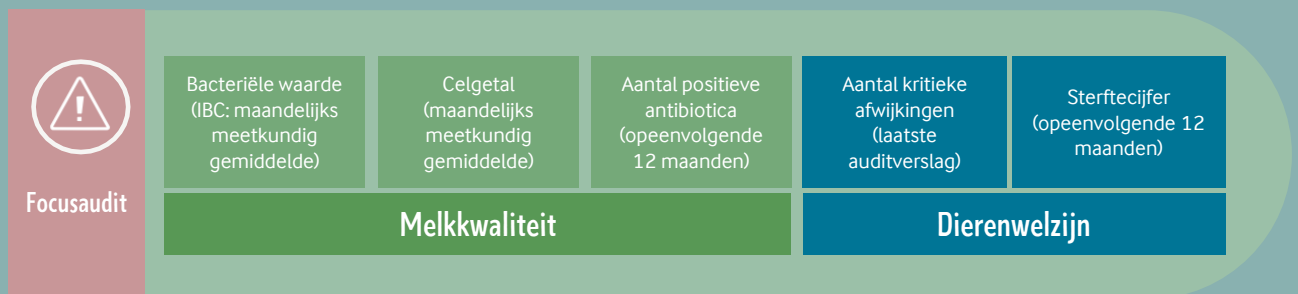 !
Focusaudit
Bacteriële waarde
(IBC: maandelijks
meetkundig
gemiddelde)
Celgetal
(maandelijks
meetkundig
gemiddelde)
Aantal positieve
antibiotica
(opeenvolgende
12 maanden)
Melkkwaliteit
Aantal kritieke
afwijkingen
(laatste
auditverslag)
Sterftecijfer
(opeenvolgende 12
maanden)
Dierenwelzijn